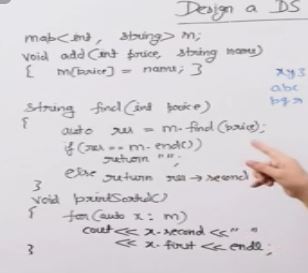 Design a DS
map<int, string> m;
void add(int price, string name)
{ m[price] = name; }
xyz
abc
pqr
string find(int price)
{
auto res = m.find(price);
if(res == m.end())
return "";
else return res→second
}
void printSorted()
{ for(auto x : m)
cout<< x.second <<" "
<< x.first << endl;
}